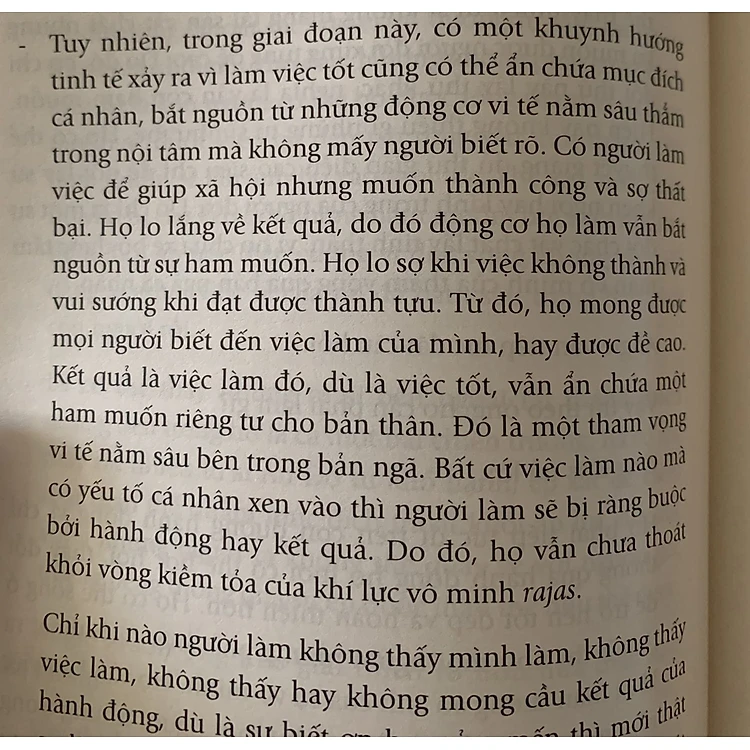 - Tuy nhiên, trong giai đoạn này, có một khuynh hướng
tinh tế xảy ra vì làm việc tốt cũng có thể ẩn chứa mục đích
cá nhân, bắt nguồn từ những động cơ vi tế nằm sâu thẳm
trong nội tâm mà không mấy người biết rõ. Có người làm
việc để giúp xã hội nhưng muốn thành công và sợ thất
bại. Họ lo lắng về kết quả, do đó động cơ họ làm vẫn bắt
nguồn từ sự ham muốn. Họ lo sợ khi việc không thành và
vui sướng khi đạt được thành tựu. Từ đó, họ mong được
mọi người biết đến việc làm của mình, hay được đề cao.
Kết quả là việc làm đó, dù là việc tốt, vẫn ẩn chứa một
ham muốn riêng tư cho bản thân. Đó là một tham vọng
vi tế nằm sâu bên trong bản ngã. Bất cứ việc làm nào mà
có yếu tố cá nhân xen vào thì người làm sẽ bị ràng buộc
bởi hành động hay kết quả. Do đó, họ vẫn chưa thoát
khỏi vòng kiềm tỏa của khí lực vô minh rajas.
Chỉ khi nào người làm không thấy mình làm, không thấy
việc làm, không thấy hay không mong cầu kết quả của
hành động, dù là sự biết ơn thì mới thật